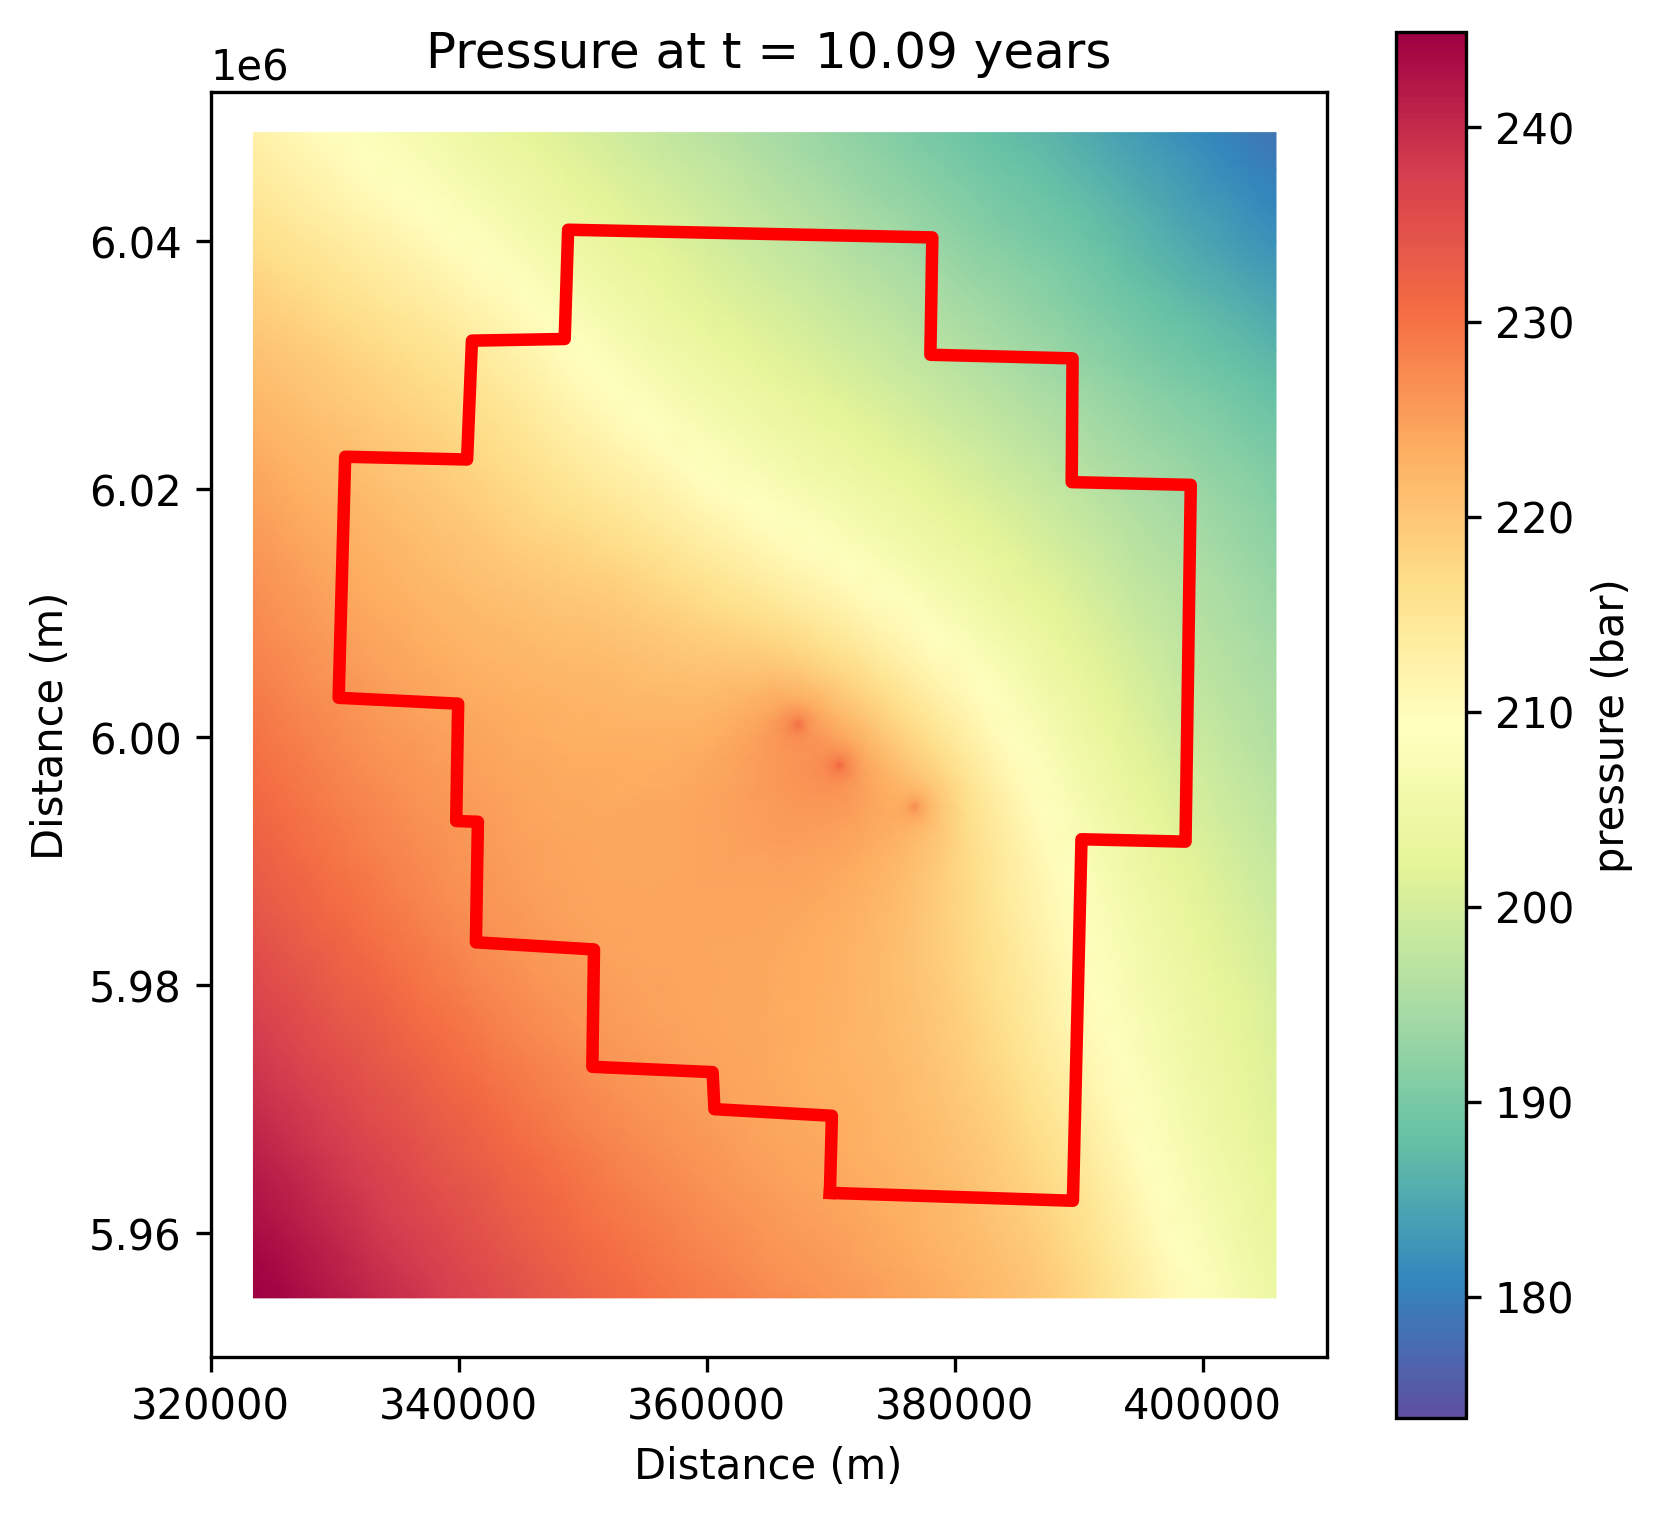 Pressure at t = 10.09 years
1e6
6.04
6.02
6.00
5.98
5.96
Distance (m)
320000 340000 360000 380000 400000
Distance (m)
240
230
220
210
200
190
180
pressure (bar)